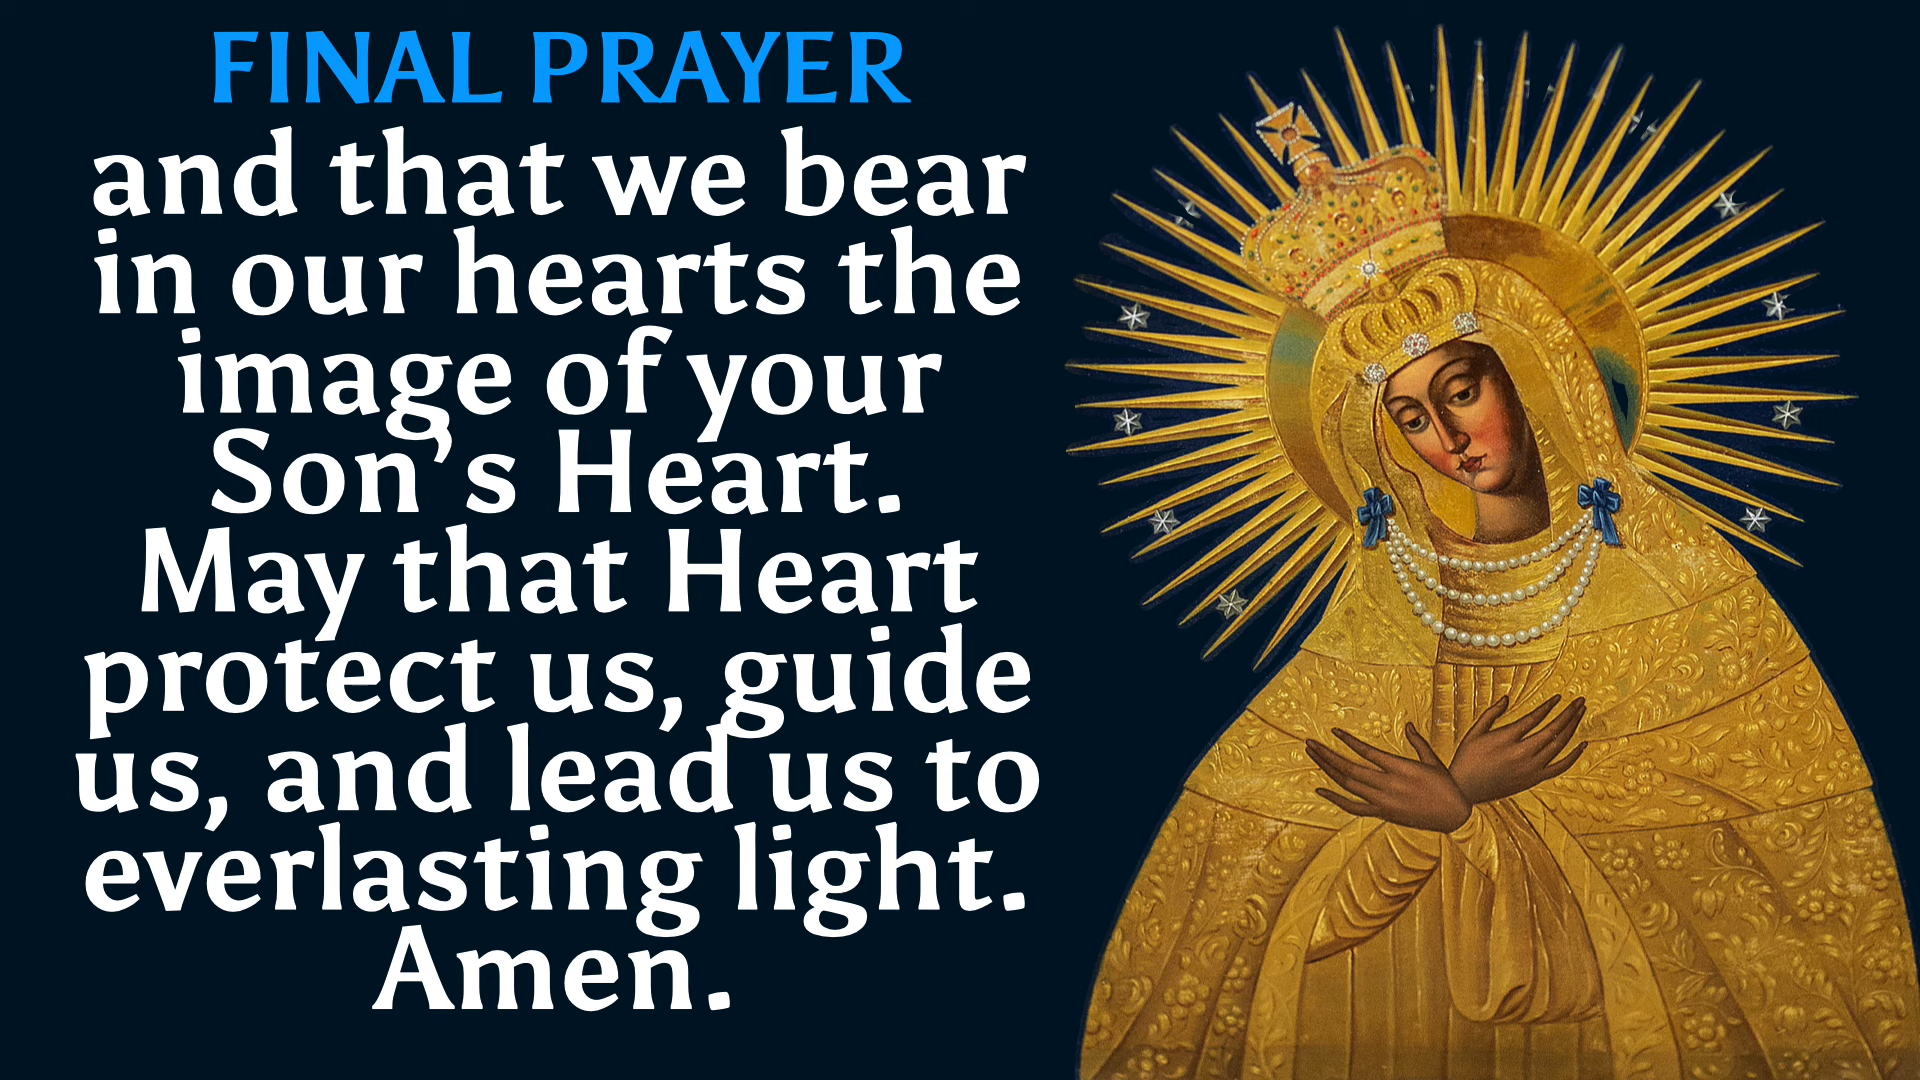 FINAL PRAYER
and that we bear
in our hearts the
image of your
Son’s Heart.
May that Heart
protect us, guide
us, and lead us to
everlasting light.
Amen.